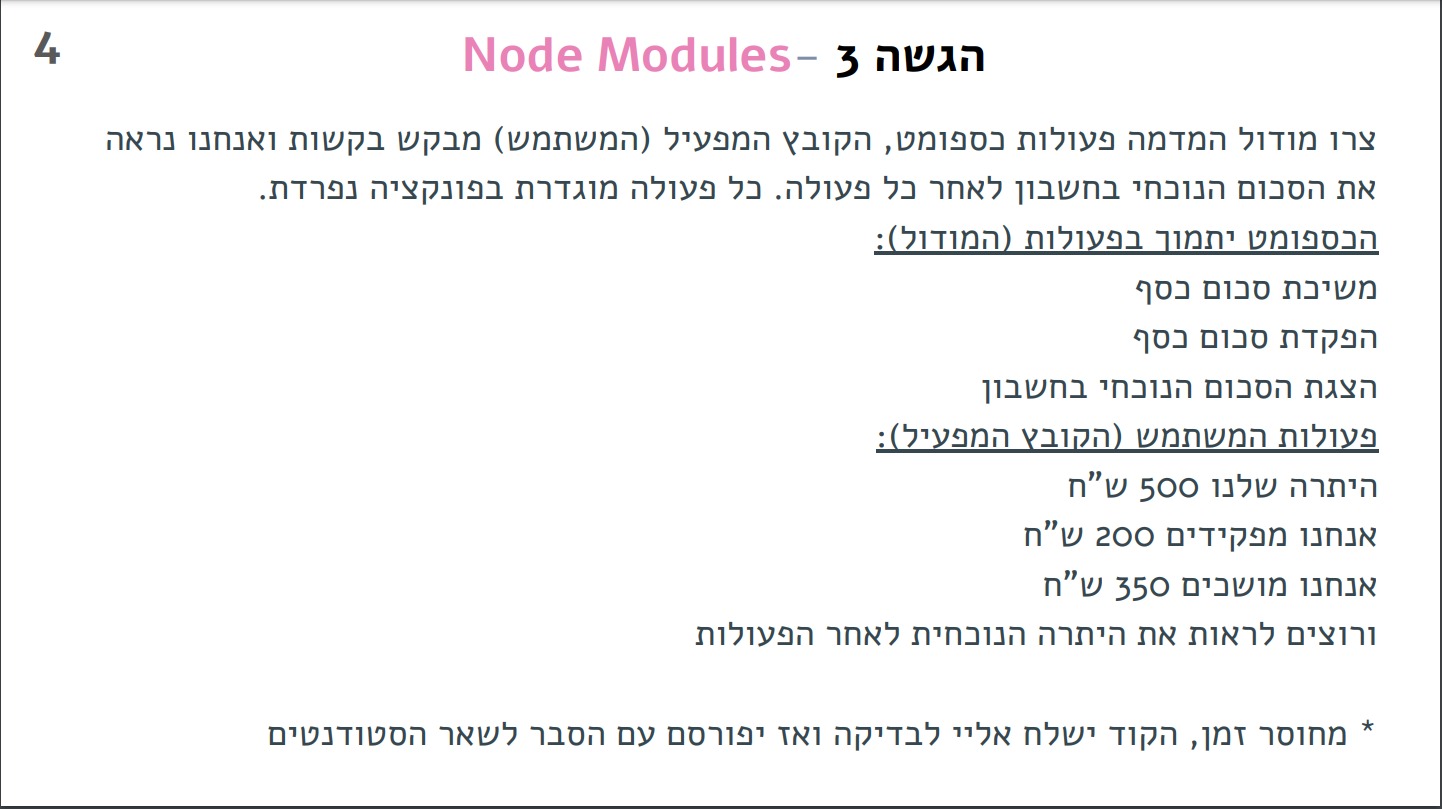 4
הגשה 3 – Node Modules
צרו מודול המדמה פעולות כספומט, הקובץ המפעיל (המשתמש) מבקש בקשות ואנחנו נראה
את הסכום הנוכחי בחשבון לאחר כל פעולה. כל פעולה מוגדרת בפונקציה נפרדת.
הכספומט יתמוך בפעולות (המודול):
משיכת סכום כסף
הפקדת סכום כסף
הצגת הסכום הנוכחי בחשבון
פעולות המשתמש (הקובץ המפעיל):
היתרה שלנו 500 ש”ח
אנחנו מפקידים 200 ש”ח
אנחנו מושכים 350 ש”ח
ורוצים לראות את היתרה הנוכחית לאחר הפעולות
* מחוסר זמן, הקוד ישלח אליי לבדיקה ואז יפורסם עם הסבר לשאר הסטודנטים